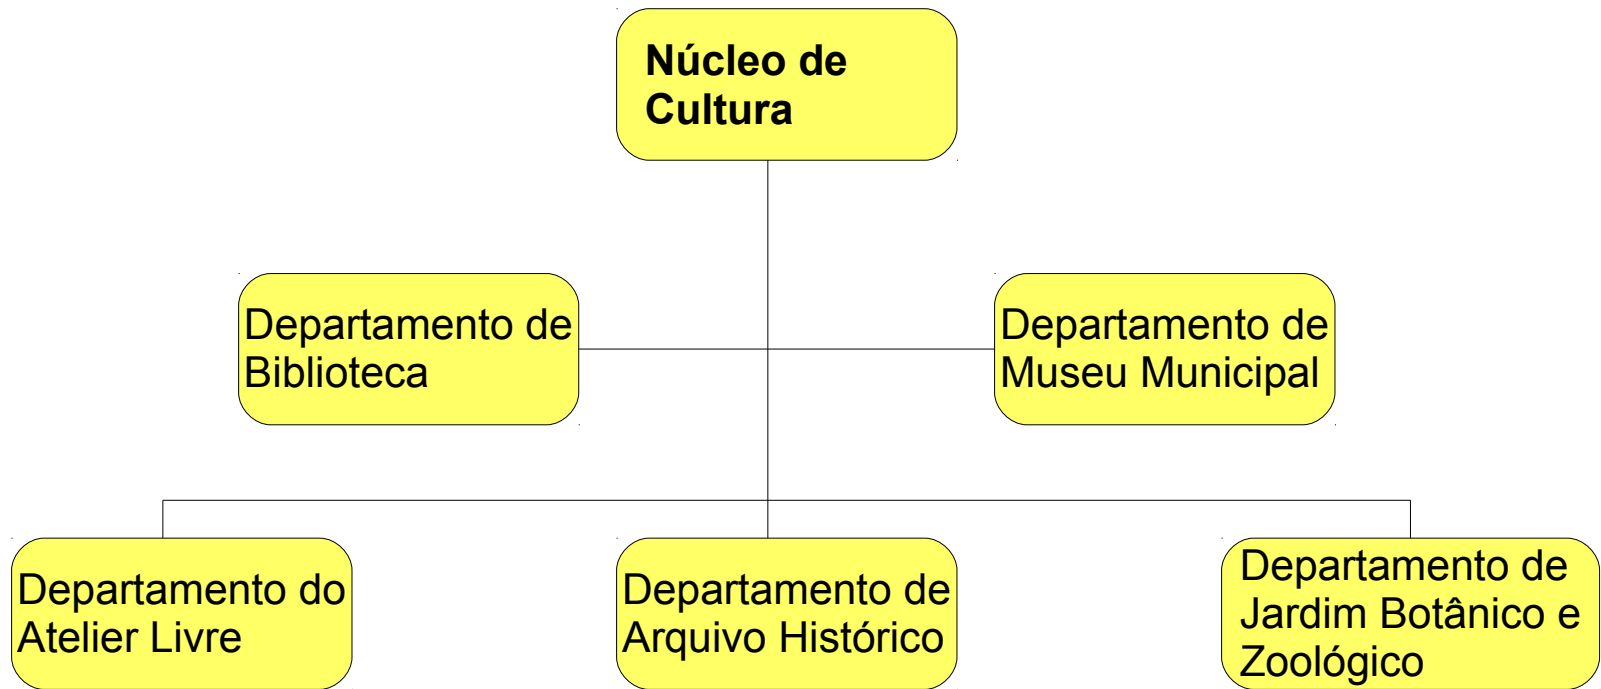 Núcleo de
Cultura
Departamento de
Biblioteca
Departamento de
Museu Municipal
Departamento do
Atelier Livre
Departamento de
Arquivo Histórico
Departamento de
Jardim Botânico e
Zoológico